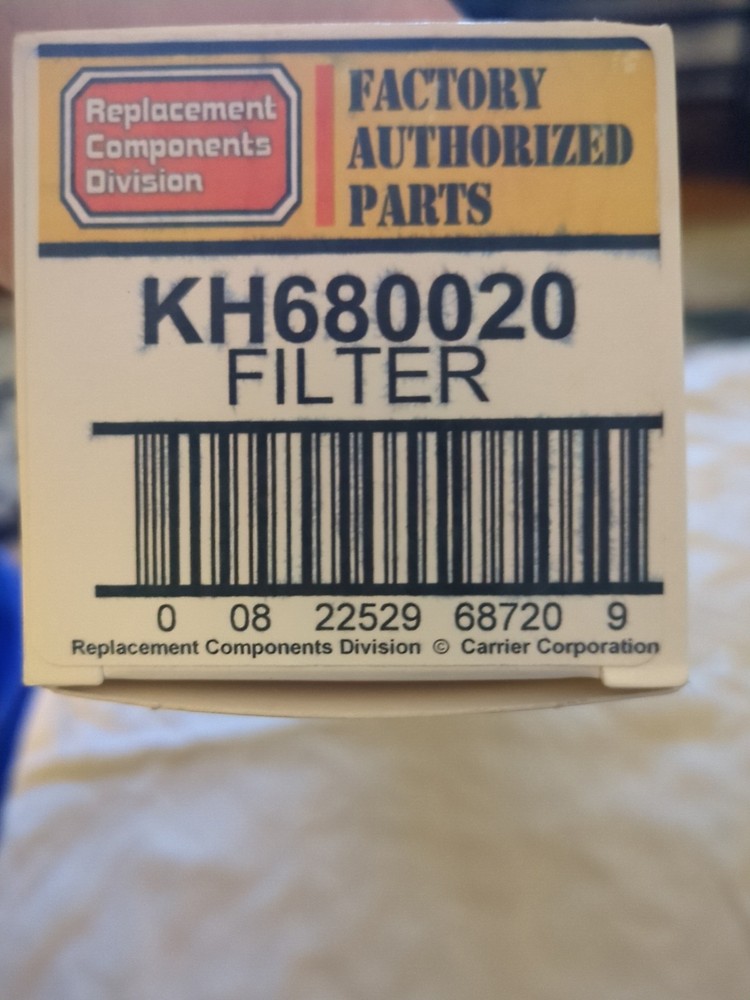 Replacement
Components
Division
FACTORY
AUTHORIZED
PARTS
KH680020
FILTER
0 08 22529 68720 9
Replacement Components Division © Carrier Corporation